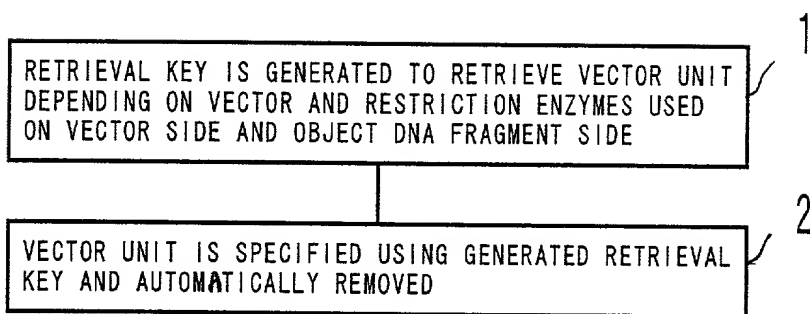 1
RETRIEVAL KEY IS GENERATED TO RETRIEVE VECTOR UNIT
DEPENDING ON VECTOR AND RESTRICTION ENZYMES USED
ON VECTOR SIDE AND OBJECT DNA FRAGMENT SIDE
2
VECTOR UNIT IS SPECIFIED USING GENERATED RETRIEVAL
KEY AND AUTOMATICALLY REMOVED